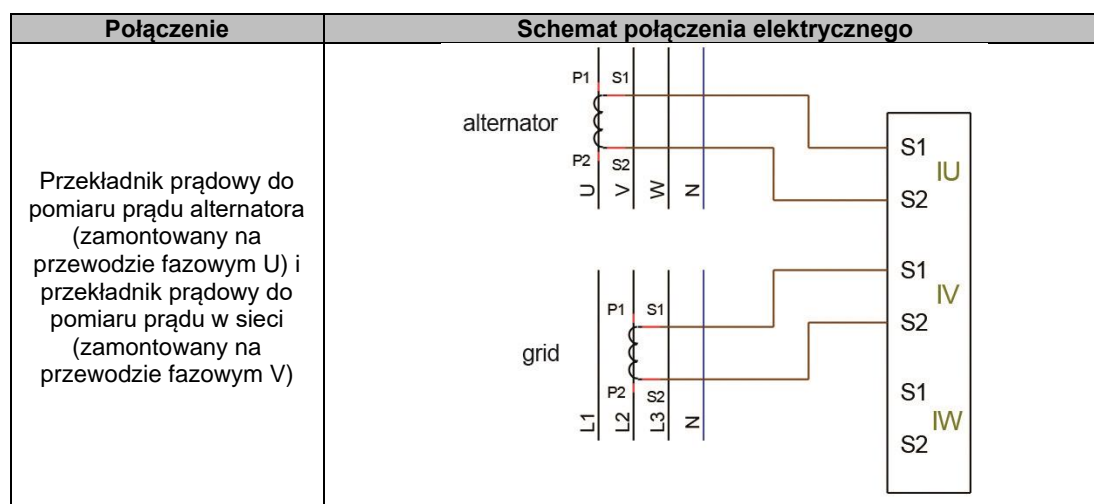 Połączenie
Schemat połączenia elektrycznego
Przekładnik prądowy do
pomiaru prądu alternatora
(zamontowany na
przewodzie fazowym U) i
przekładnik prądowy do
pomiaru prądu w sieci
(zamontowany na
przewodzie fazowym V)
P1 S1
alternator
P2 S2
U V W N
S1
IU
S2
S1
IV
S2
P1 S1
grid
P2 S2
L1 L2 L3 N
S1
IW
S2